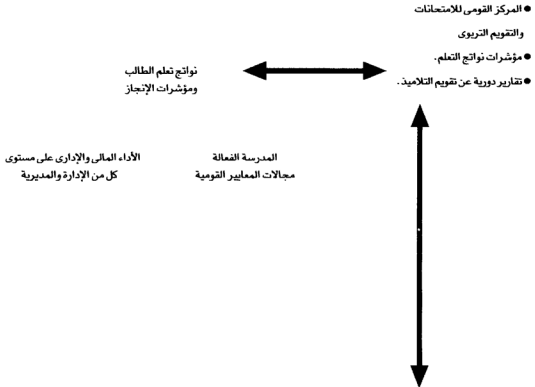 ● المركز القومى للامتحانات
والتقويم التربوى
● مؤشرات نواتج التعلم.
● تقارير دورية عن تقويم التلاميذ.
نواتج تعلم الطالب
ومؤشرات الإنجاز
المدرسة الفعالة
مجالات المعايير القومية
الأداء المالى والإدارى على مستوى
كل من الإدارة والمديرية